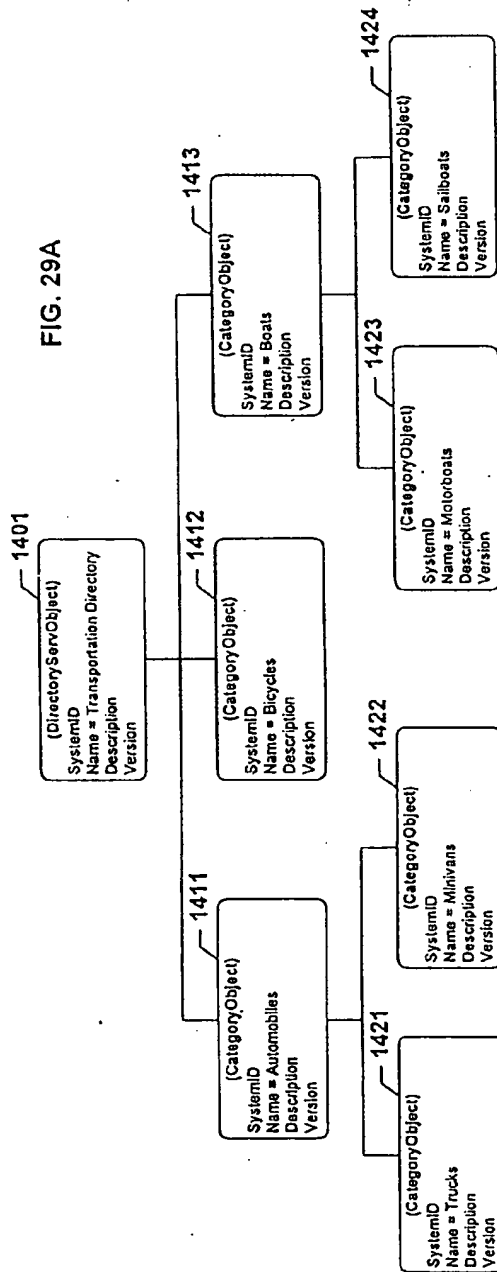 FIG. 29A
1401
(DirectoryServObject)
SystemID
Name = Transportation Directory
Description
Version
1411
(CategoryObject)
SystemID
Name = Automobiles
Description
Version
1412
(CategoryObject)
SystemID
Name = Bicycles
Description
Version
1413
(CategoryObject)
SystemID
Name = Boats
Description
Version
1421
(CategoryObject)
SystemID
Name = Trucks
Description
Version
1422
(CategoryObject)
SystemID
Name = Minivans
Description
Version
1423
(CategoryObject)
SystemID
Name = Motorboats
Description
Version
1424
(CategoryObject)
SystemID
Name = Sailboats
Description
Version